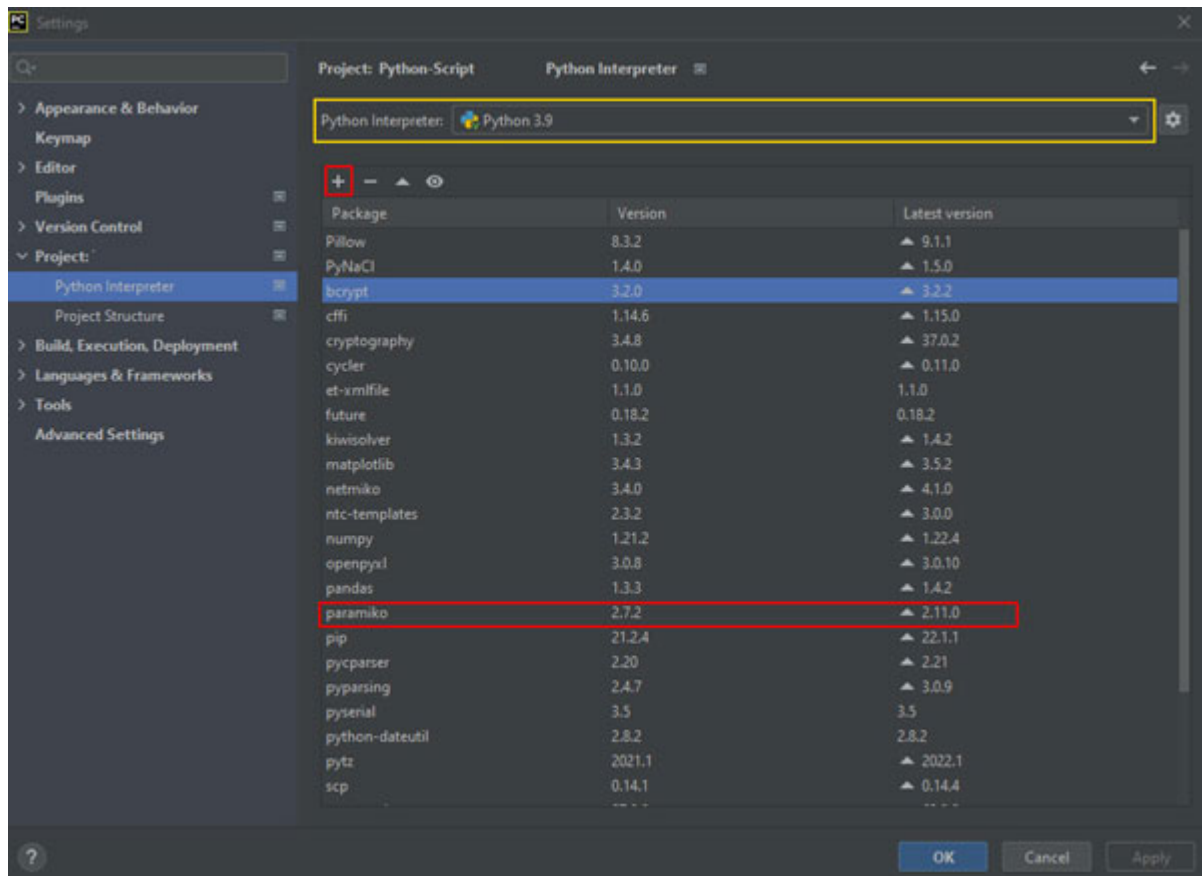 PC
Settings
Project: Python-Script Python Interpreter
Appearance & Behavior
Keymap
Editor
Plugins
Version Control
Project:
Python Interpreter
Project Structure
Build, Execution, Deployment
Languages & Frameworks
Tools
Advanced Settings
Python Interpreter: Python 3.9
Package Version Latest version
Pillow 8.3.2 9.1.1
PyNaCl 1.4.0 1.5.0
bcrypt 3.2.0 3.2.2
cffi 1.14.6 1.15.0
cryptography 3.4.8 37.0.2
cycler 0.10.0 0.11.0
et-xmlfile 1.1.0 1.1.0
future 0.18.2 0.18.2
kiwisolver 1.3.2 1.4.2
matplotlib 3.4.3 3.5.2
netmiko 3.4.0 4.1.0
ntc-templates 2.3.2 3.0.0
numpy 1.21.2 1.22.4
openpyxl 3.0.8 3.0.10
pandas 1.3.3 1.4.2
paramiko 2.7.2 2.11.0
pip 21.2.4 22.1.1
pycparser 2.20 2.21
pyparsing 2.4.7 3.0.9
pyserial 3.5 3.5
python-dateutil 2.8.2 2.8.2
pytz 2021.1 2022.1
scp 0.14.1 0.14.4
? OK Cancel Apply